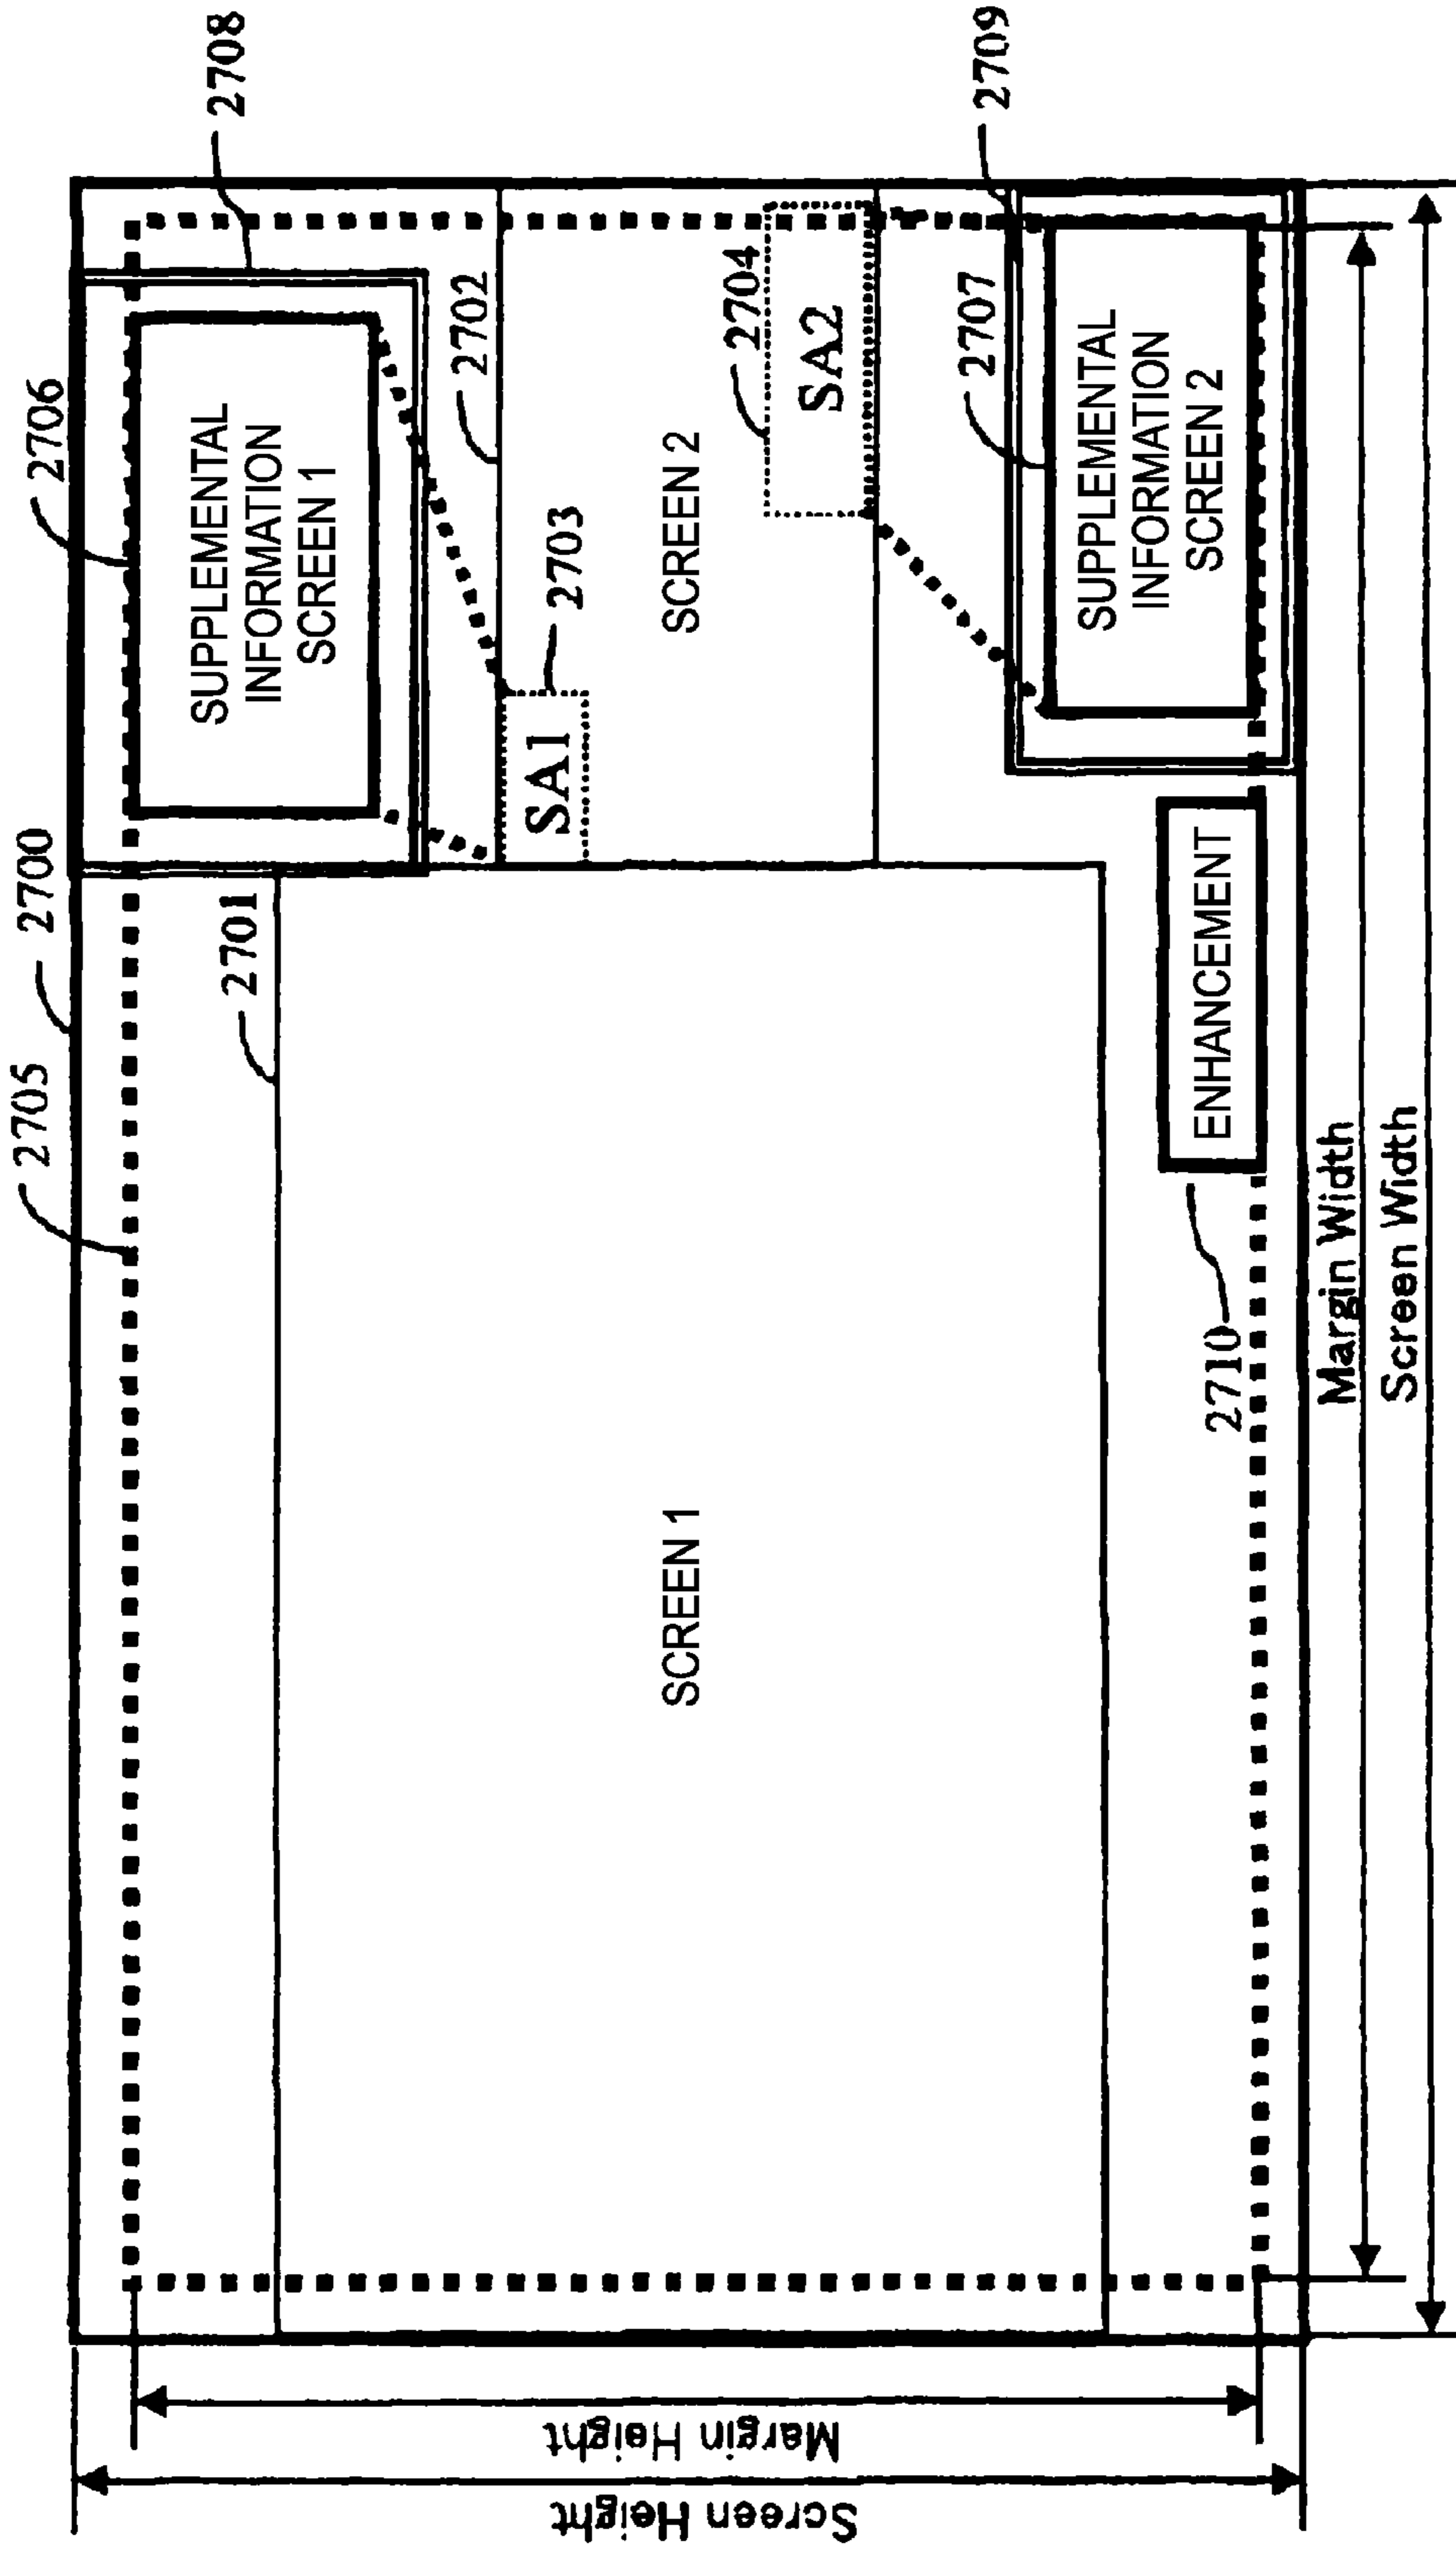 2705
2700
2706
2708
SUPPLEMENTAL
INFORMATION
SCREEN 1
2701
2702
SA1
2703
SCREEN 1
SCREEN 2
2704
SA2
2709
2707
SUPPLEMENTAL
INFORMATION
SCREEN 2
ENHANCEMENT
2710
Margin Width
Screen Width
Margin Height
Screen Height